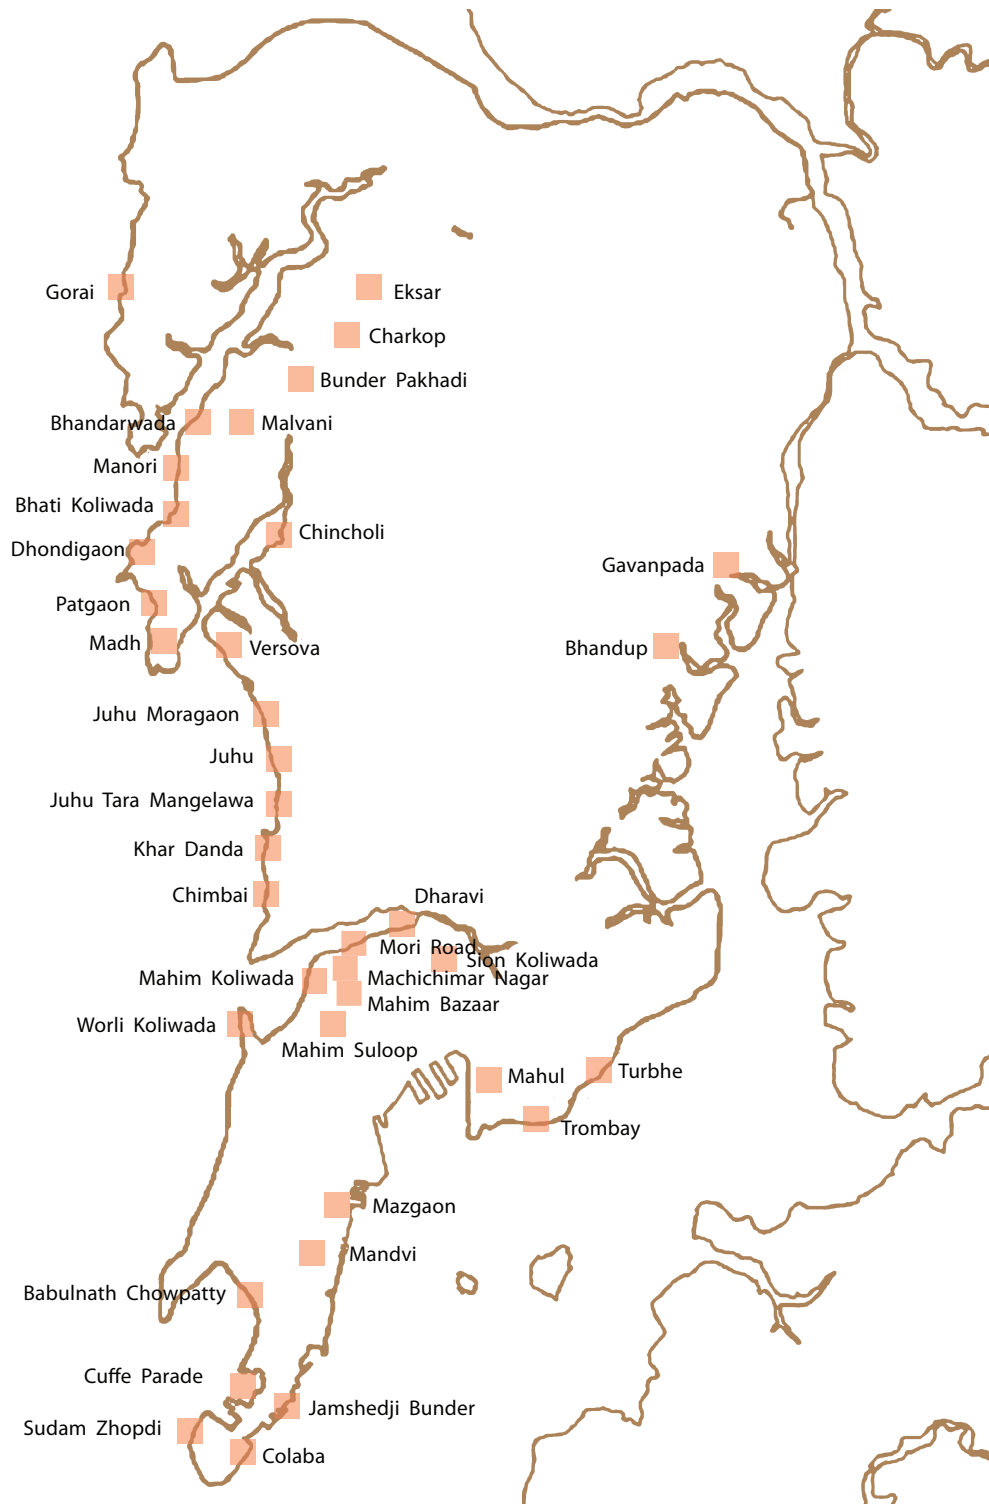 Gorai
Eksar
Charkop
Bunder Pakhadi
Bhandarwada
Malvani
Manori
Bhati Koliwada
Chincholi
Dhondigaon
Gavanpada
Patgaon
Madh
Versova
Bhandup
Juhu Moragaon
Juhu
Juhu Tara Mangelawa
Khar Danda
Chimbai
Dharavi
Mori Road
Sion Koliwada
Mahim Koliwada
Machichimar Nagar
Mahim Bazaar
Worli Koliwada
Mahim Suloop
Mahul
Turbhe
Trombay
Mazgaon
Mandvi
Babulnath Chowpatty
Cuffe Parade
Jamshedji Bunder
Sudam Zhopdi
Colaba